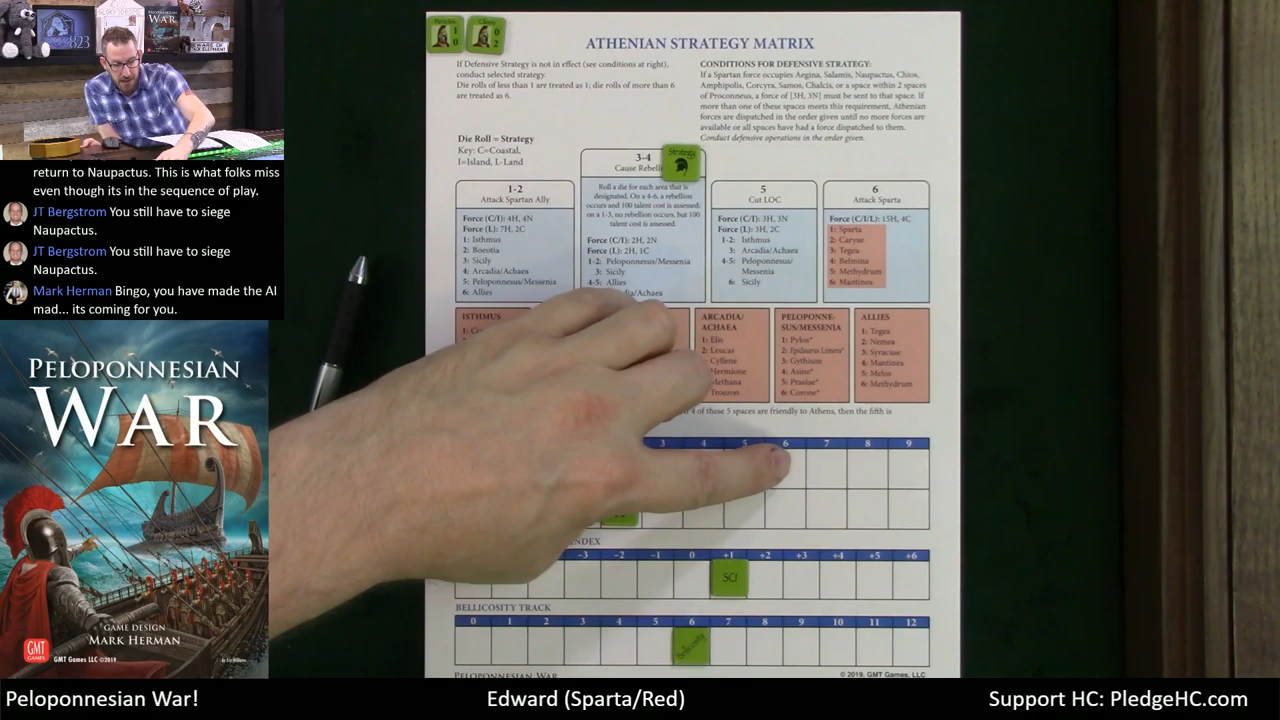 return to Naupactus. This is what folks miss
even though its in the sequence of play.
JT Bergstrom You still have to siege
Naupactus.
JT Bergstrom You still have to siege
Naupactus.
Mark Herman Bingo, you have made the AI
mad... its coming for you.
PELOPONNESIAN
WAR
GAME DESIGN
MARK HERMAN
GMT
GAMES
GMT Games LLC ©2019
ATHENIAN STRATEGY MATRIX
If Defensive Strategy is not in effect (see conditions at right),
conduct selected strategy.
Die rolls of less than 1 are treated as 1; die rolls of more than 6
are treated as 6.
CONDITIONS FOR DEFENSIVE STRATEGY:
If a Spartan force occupies Aegina, Salamis, Naupactus, Chios,
Amphipolis, Corcyra, Samos, Chalcis, or a space within 2 spaces
of Proconneus, a force of [3H, 3N] must be sent to that space. If
more than one of these spaces meets this requirement, Athenian
forces are dispatched in the order given until no more forces are
available or all spaces have had a force dispatched to them.
Conduct defensive operations in the order given.
Die Roll = Strategy
Key: C=Coastal,
I=Island, L-Land
1-2
Attack Spartan Ally
Force (C/I): 4H, 4N
Force (L): 7H, 2C
1: Isthmus
2: Boeotia
3: Sicily
4: Arcadia/Achaea
5: Peloponnesus/Messenia
6: Allies
3-4
Cause
Strategy
Roll a die for each area that is
designated. On a 4-6, a rebellion
occurs and 100 talent cost is assessed;
on a 1-3, no rebellion occurs, but 100
talent cost is assessed.
Force (C/I): 2H, 2N
Force (L): 2H, 1C
1-2: Peloponnesus/Messenia
3: Sicily
4-5: Allies
5
Cut LOC
Force (C/I): 3H, 3N
Force (L): 3H, 2C
1-2: Isthmus
3: Arcadia/Achaea
4-5: Peloponnesus/
Messenia
6: Sicily
6
Attack Sparta
Force (C/I/L): 15H, 4C
1: Sparta
2: Caryae
3: Tegea
4: Belmina
5: Methydrum
6: Mantinea
ISTHMUS
ARCADIA/
ACHAEA
1: Elis
2: Leucas
Cyllene
Hermione
Methana
Troezon
PELOPONNE-
SUS/MESSENIA
1: Pylos*
2: Epidaurus Limera*
3: Gythium
4: Asine*
5: Prasiae*
6: Corone*
ALLIES
1: Tegea
2: Nemea
3: Syracuse
4: Mantinea
5: Melos
6: Methydrum
4 of these 5 spaces are friendly to Athens, then the fifth is
3 4 5 6 7 8 9
-3 -2 -1 0 +1 +2 +3 +4 +5 +6
SCI
BELLICOSITY TRACK
0 1 2 3 4 5 6 7 8 9 10 11 12
Bellicosity
PELOPONNESIAN WAR
© 2019, GMT Games, LLC
Peloponnesian War!
Edward (Sparta/Red)
Support HC: PledgeHC.com